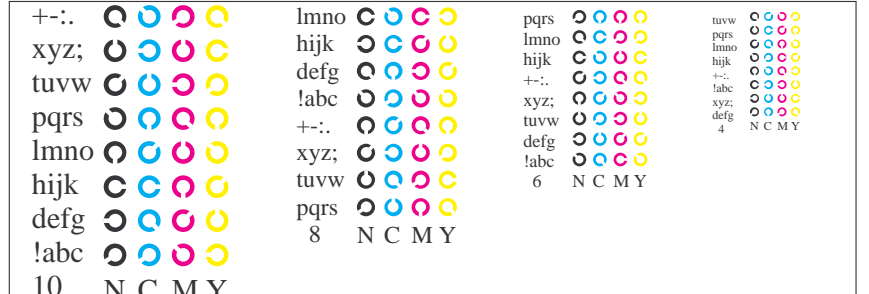 +-:.
xyz;
tuvw
pqrs
lmno
hijk
defg
!abc
10 N C M Y
lmno
hijk
defg
!abc
+-:.
xyz;
tuvw
pqrs
8 N C M Y
pqrs
lmno
hijk
+-:.
xyz;
tuvw
defg
!abc
6 N C M Y
tuvw
pqrs
lmno
hijk
+-:.
!abc
xyz;
defg
4 N C M Y